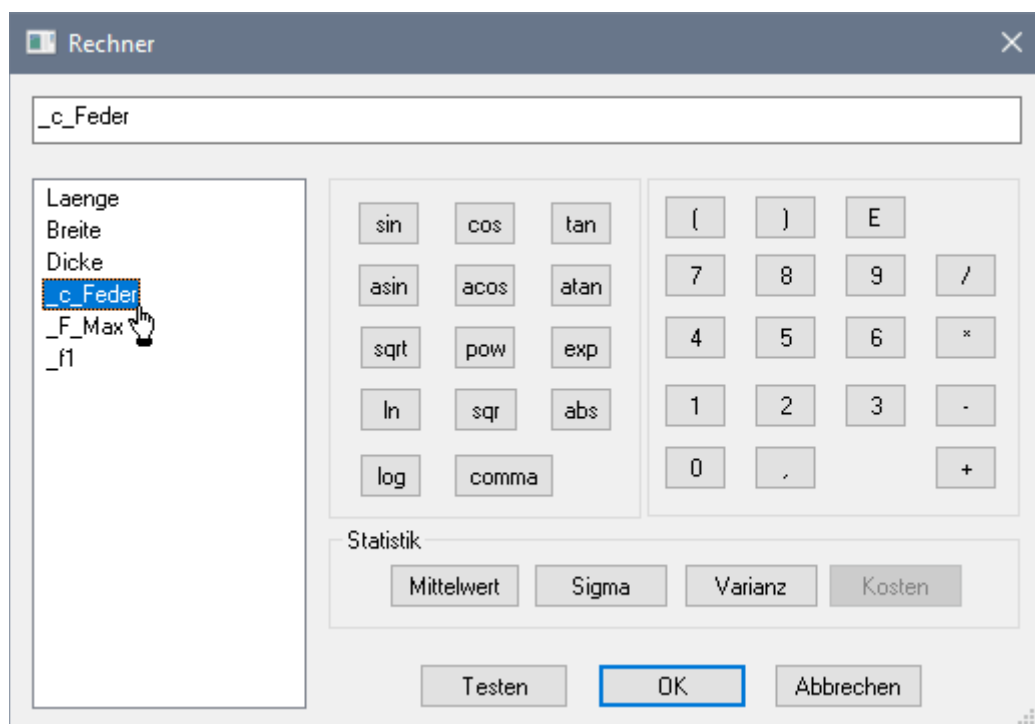 Rechner
_c_Feder
Laenge
Breite
Dicke
_c_Feder
_F_Max
_f1
sin cos tan
asin acos atan
sqrt pow exp
ln sqr abs
log comma
( ) E
7 8 9 /
4 5 6 *
1 2 3 -
0 , +
Statistik
Mittelwert Sigma Varianz Kosten
Testen OK Abbrechen